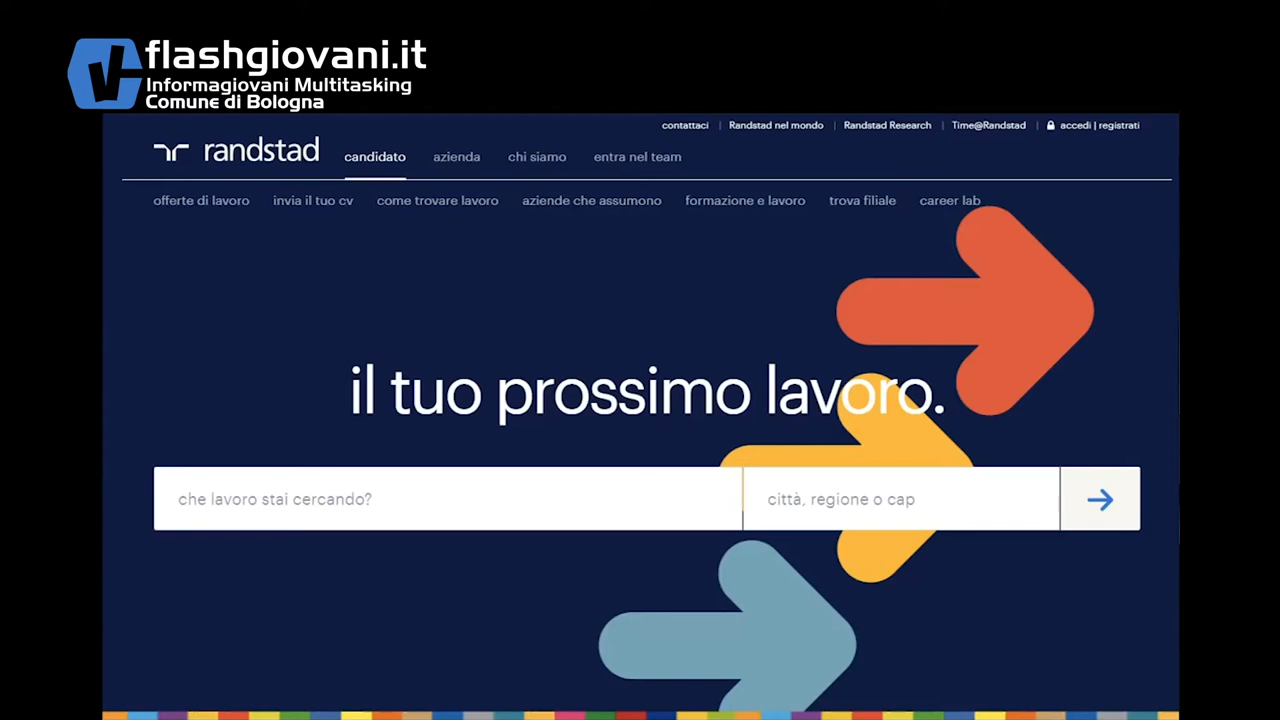 flashgiovani.it
Informagiovani Multitasking
Comune di Bologna
contattaci | Randstad nel mondo | Randstad Research | Time@Randstad | accedi | registrati
randstad candidato azienda chi siamo entra nel team
offerte di lavoro invia il tuo cv come trovare lavoro aziende che assumono formazione e lavoro trova filiale career lab
il tuo prossimo lavoro.
che lavoro stai cercando? città, regione o cap